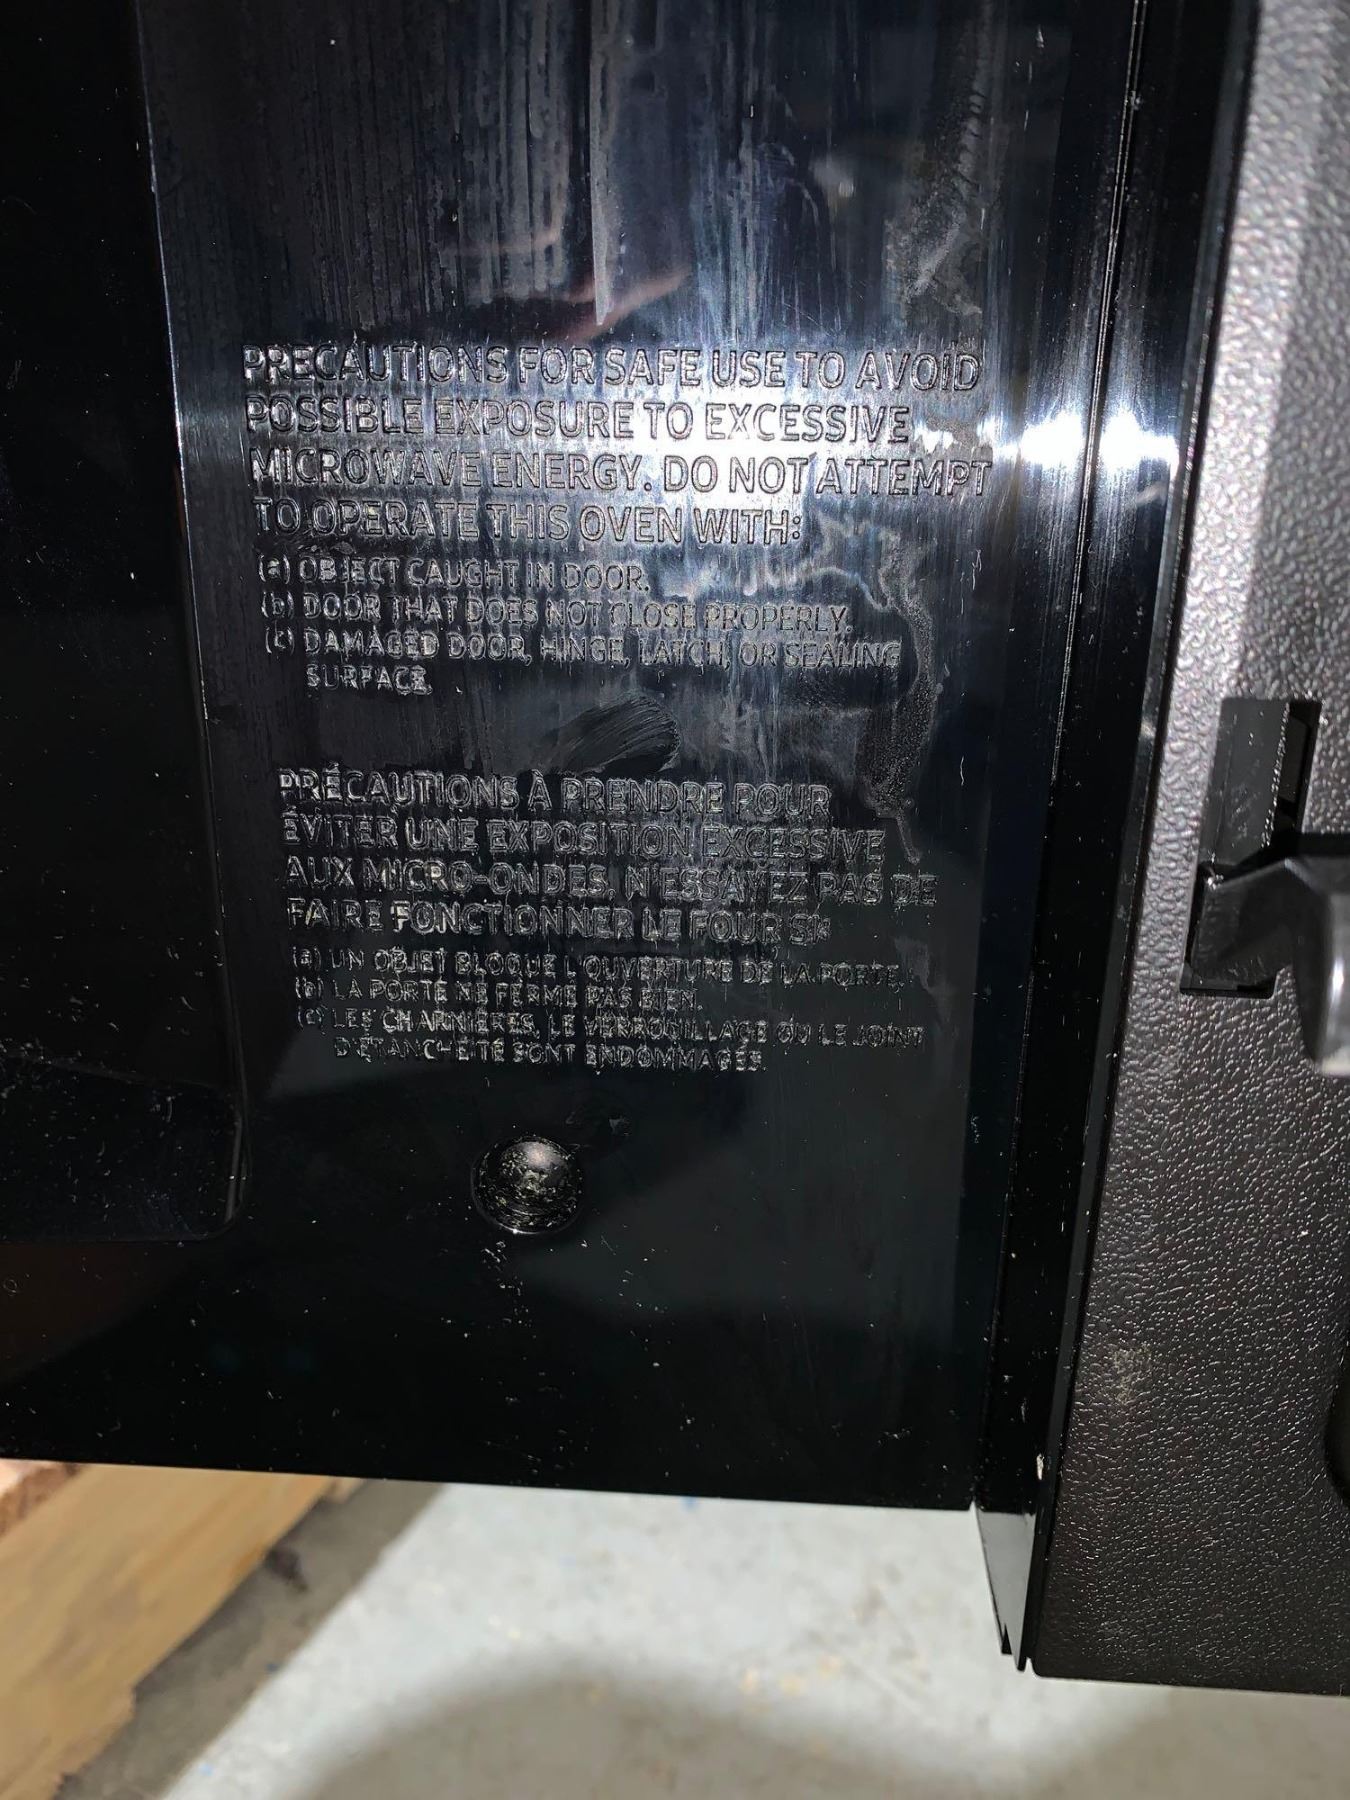 PRECAUTIONS FOR SAFE USE TO AVOID
POSSIBLE EXPOSURE TO EXCESSIVE
MICROWAVE ENERGY. DO NOT ATTEMPT
TO OPERATE THIS OVEN WITH:
(a) OBJECT CAUGHT IN DOOR.
(b) DOOR THAT DOES NOT CLOSE PROPERLY.
(c) DAMAGED DOOR, HINGE, LATCH, OR SEALING
SURFACE.
PRÉCAUTIONS À PRENDRE POUR
ÉVITER UNE EXPOSITION EXCESSIVE
AUX MICRO-ONDES. N'ESSAYEZ PAS DE
FAIRE FONCTIONNER LE FOUR SI:
(a) UN OBJET BLOQUE L'OUVERTURE DE LA PORTE.
(b) LA PORTE NE FERME PAS BIEN.
(c) LES CHARNIÈRES, LE VERROUILLAGE OU LE JOINT
D'ÉTANCHÉITÉ SONT ENDOMMAGÉS.